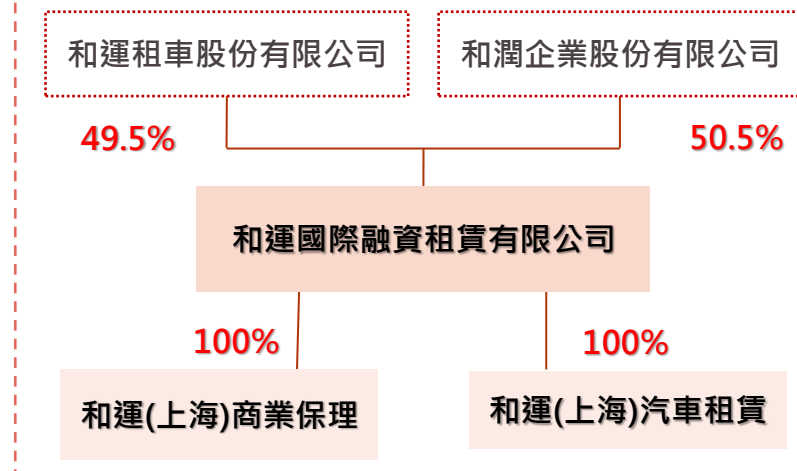 和運租車股份有限公司
和潤企業股份有限公司
49.5%
50.5%
和運國際融資租賃有限公司
100%
100%
和運(上海)商業保理
和運(上海)汽車租賃